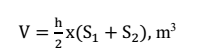 V = h/2 x(S₁ + S₂), m³